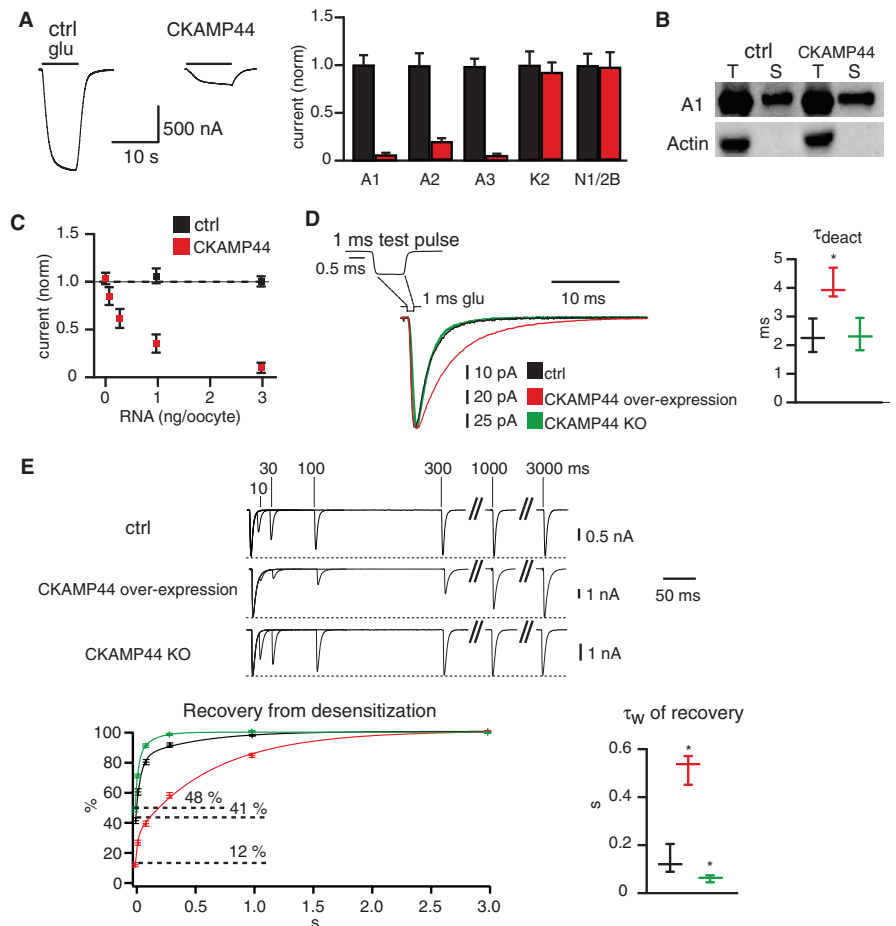 A
ctrl
glu
CKAMP44
500 nA
10 s
current (norm)
1.5
1.0
0.5
0
A1 A2 A3 K2 N1/2B
B
ctrl CKAMP44
T S T S
A1
Actin
C
ctrl
CKAMP44
current (norm)
1.5
1.0
0.5
0
0 1 2 3
RNA (ng/oocyte)
D
1 ms test pulse
0.5 ms
1 ms glu
10 ms
10 pA ctrl
20 pA CKAMP44 over-expression
25 pA CKAMP44 KO
τdeact
*
ms
5
4
3
2
1
0
E
10 30 100 300 1000 3000 ms
ctrl
0.5 nA
CKAMP44 over-expression
1 nA
50 ms
CKAMP44 KO
1 nA
Recovery from desensitization
%
100
80
60
40
20
0
48 %
41 %
12 %
0 0.5 1.0 1.5 2.0 2.5 3.0
s
τw of recovery
s
0.6
0.2
0
*
*